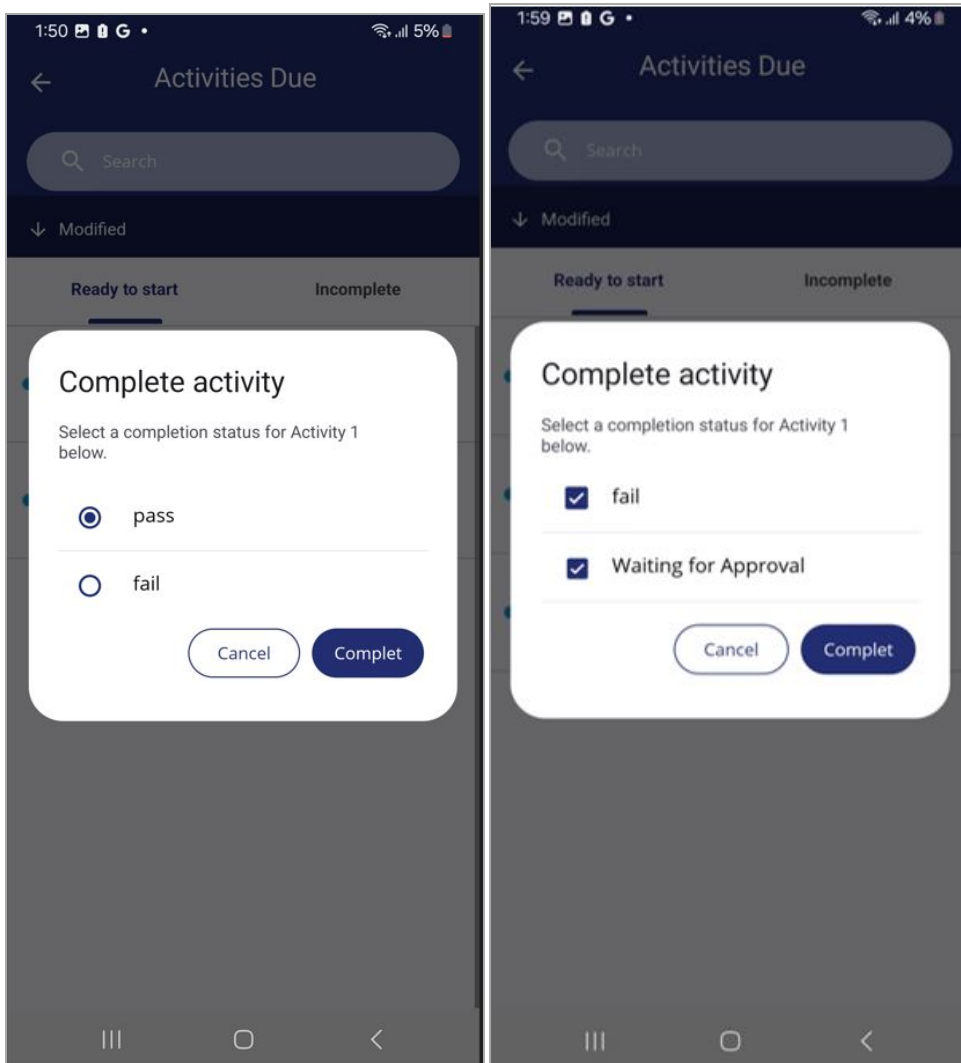 1:50 G •
5%
Activities Due
Search
Modified
Ready to start
Incomplete
Complete activity
Select a completion status for Activity 1
below.
pass
fail
Cancel
Complet
1:59 G •
4%
Activities Due
Search
Modified
Ready to start
Incomplete
Complete activity
Select a completion status for Activity 1
below.
fail
Waiting for Approval
Cancel
Complet